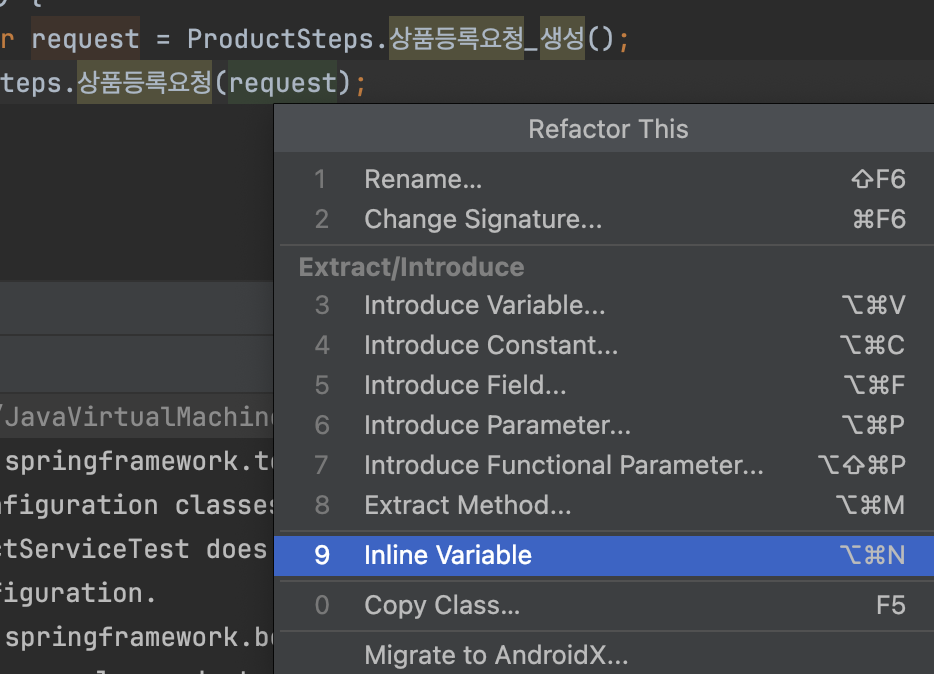 r request = ProductSteps.상품등록요청_생성();
teps.상품등록요청(request);
Refactor This
1 Rename... ⇧F6
2 Change Signature... ⌘F6
Extract/Introduce
3 Introduce Variable... ⌥⌘V
4 Introduce Constant... ⌥⌘C
5 Introduce Field... ⌥⌘F
6 Introduce Parameter... ⌥⌘P
7 Introduce Functional Parameter... ⌥⇧⌘P
8 Extract Method... ⌥⌘M
9 Inline Variable ⌥⌘N
0 Copy Class... F5
Migrate to AndroidX...
/JavaVirtualMachin
springframework.te
nfiguration classes
ctServiceTest does
figuration.
springframework.bo